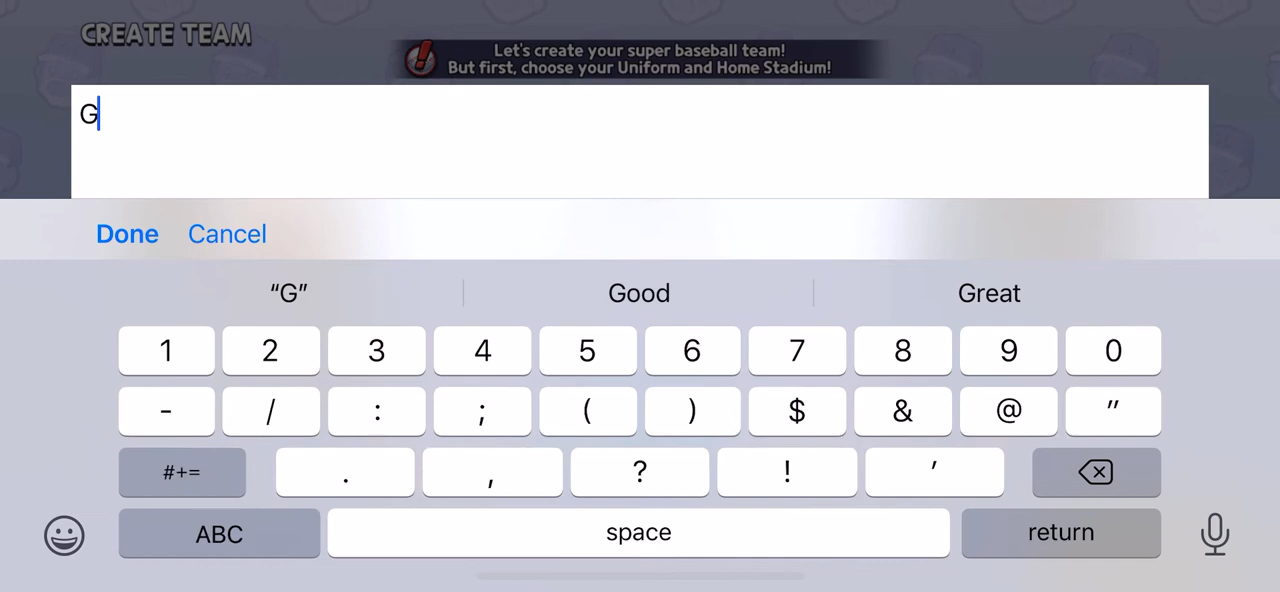 CREATE TEAM
Let's create your super baseball team!
But first, choose your Uniform and Home Stadium!
G
Done Cancel
“G” Good Great
1 2 3 4 5 6 7 8 9 0
- / : ; ( ) $ & @ "
#+= . , ? ! '
ABC space return